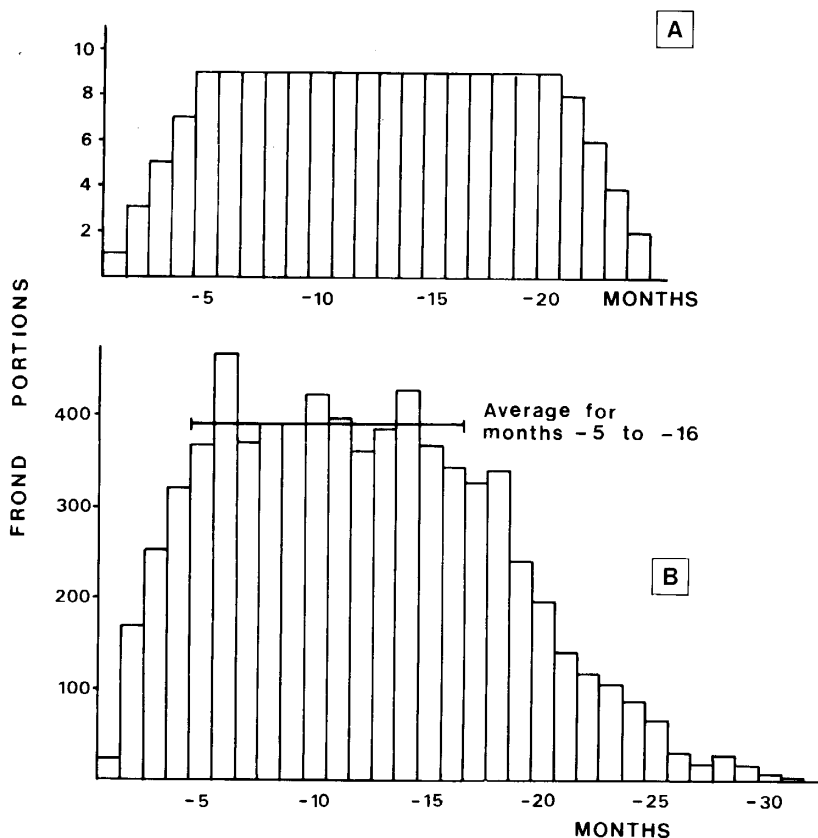 A
10
8
6
4
2
-5 -10 -15 -20 MONTHS
FROND PORTIONS
400
300
200
100
Average for
months -5 to -16
B
-5 -10 -15 -20 -25 -30
MONTHS